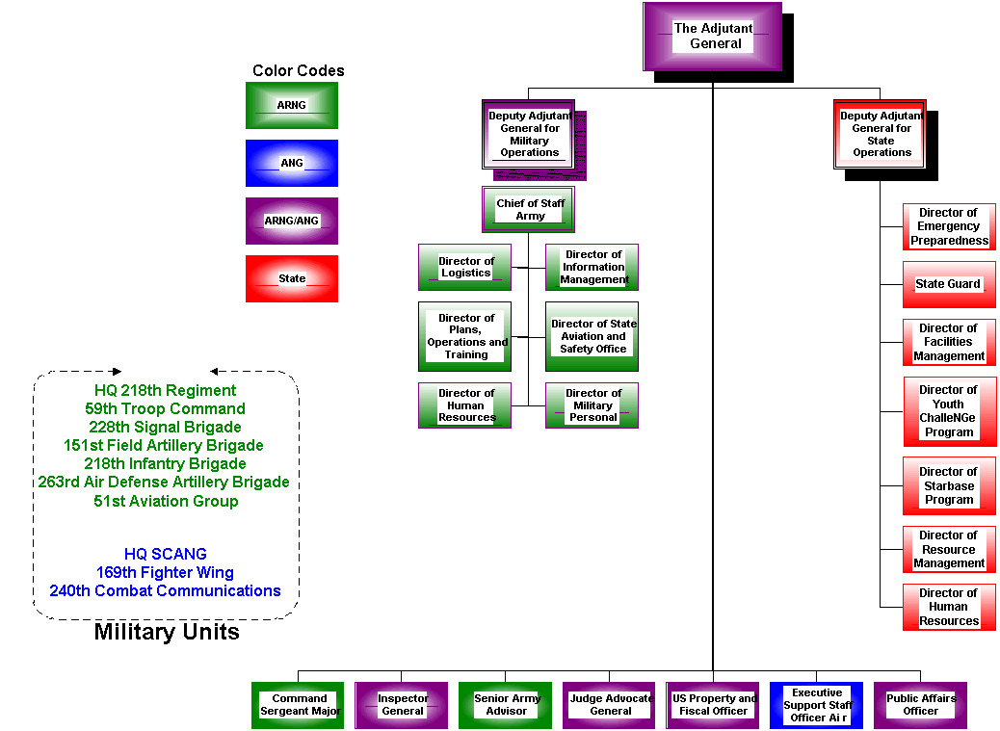 The Adjutant
General
Color Codes
ARNG
ANG
ARNG/ANG
State
Deputy Adjutant
General for
Military
Operations
Deputy Adjutant
General for
State
Operations
Chief of Staff
Army
Director of
Logistics
Director of
Information
Management
Director of
Plans,
Operations and
Training
Director of State
Aviation and
Safety Office
Director of
Human
Resources
Director of
Military
Personal
Director of
Emergency
Preparedness
State Guard
Director of
Facilities
Management
Director of
Youth
ChalleNGe
Program
Director of
Starbase
Program
Director of
Resource
Management
Director of
Human
Resources
HQ 218th Regiment
59th Troop Command
228th Signal Brigade
151st Field Artillery Brigade
218th Infantry Brigade
263rd Air Defense Artillery Brigade
51st Aviation Group
HQ SCANG
169th Fighter Wing
240th Combat Communications
Military Units
Command
Sergeant Major
Inspector
General
Senior Army
Advisor
Judge Advocate
General
US Property and
Fiscal Officer
Executive
Support Staff
Officer Ai r
Public Affairs
Officer